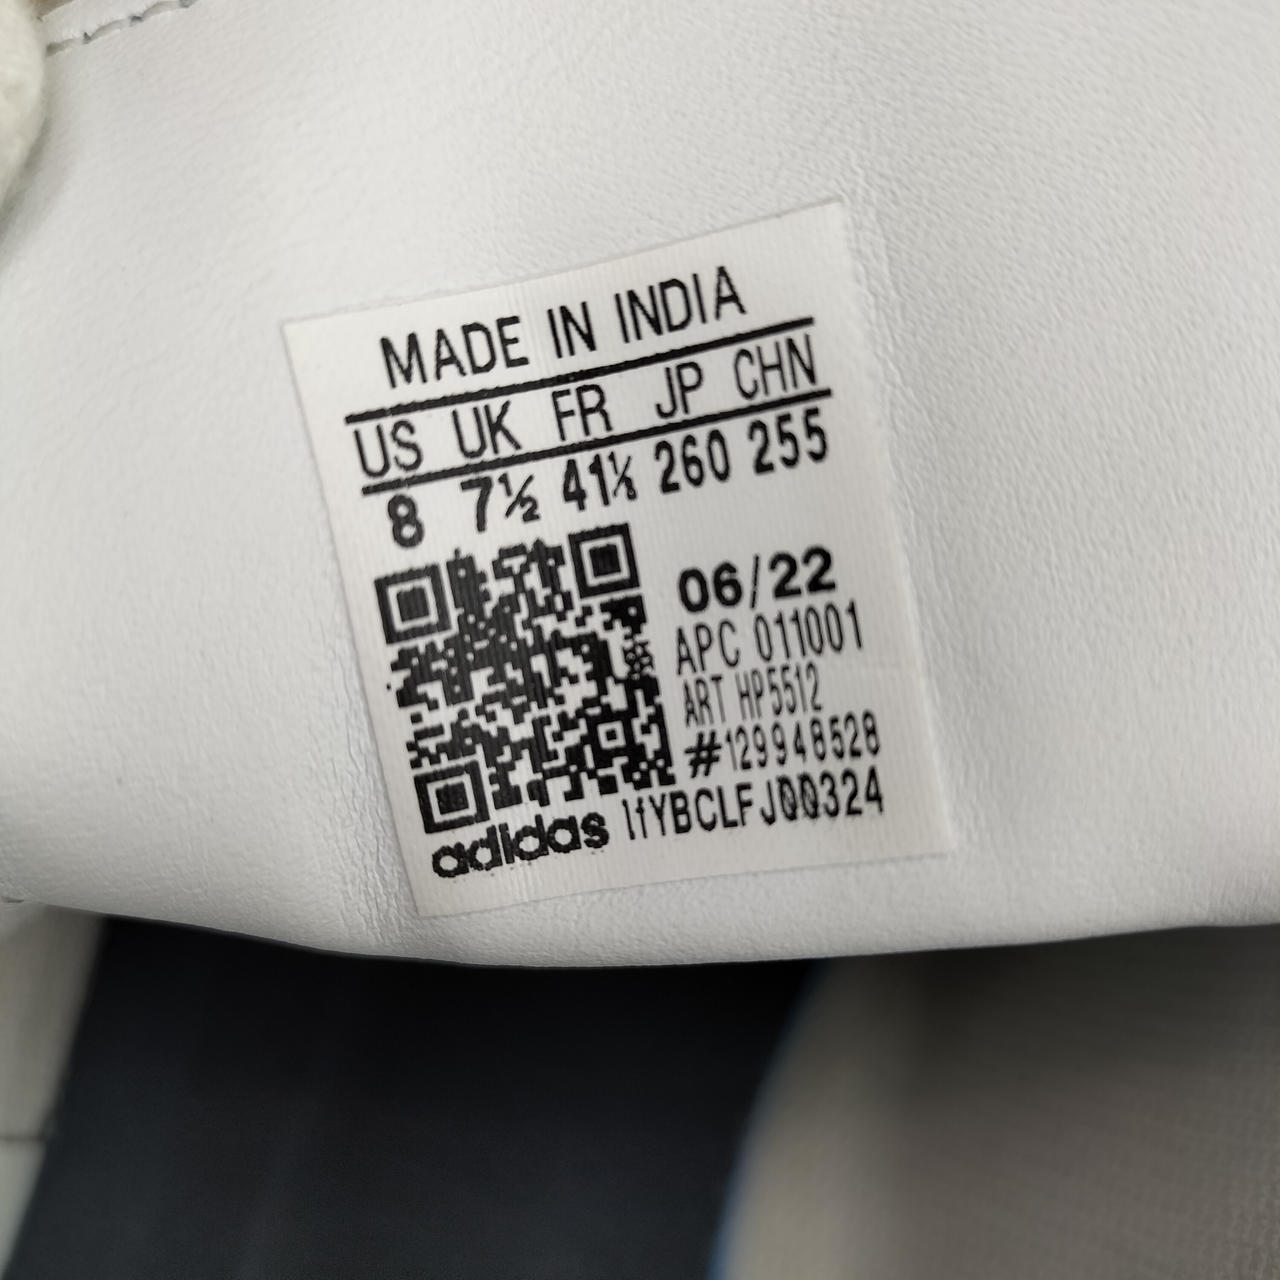 MADE IN INDIA
US UK FR JP CHN
8 7½ 41⅓ 260 255
06/22
APC 011001
ART HP5512
#129948528
adidas 1fYBCLFJ00324